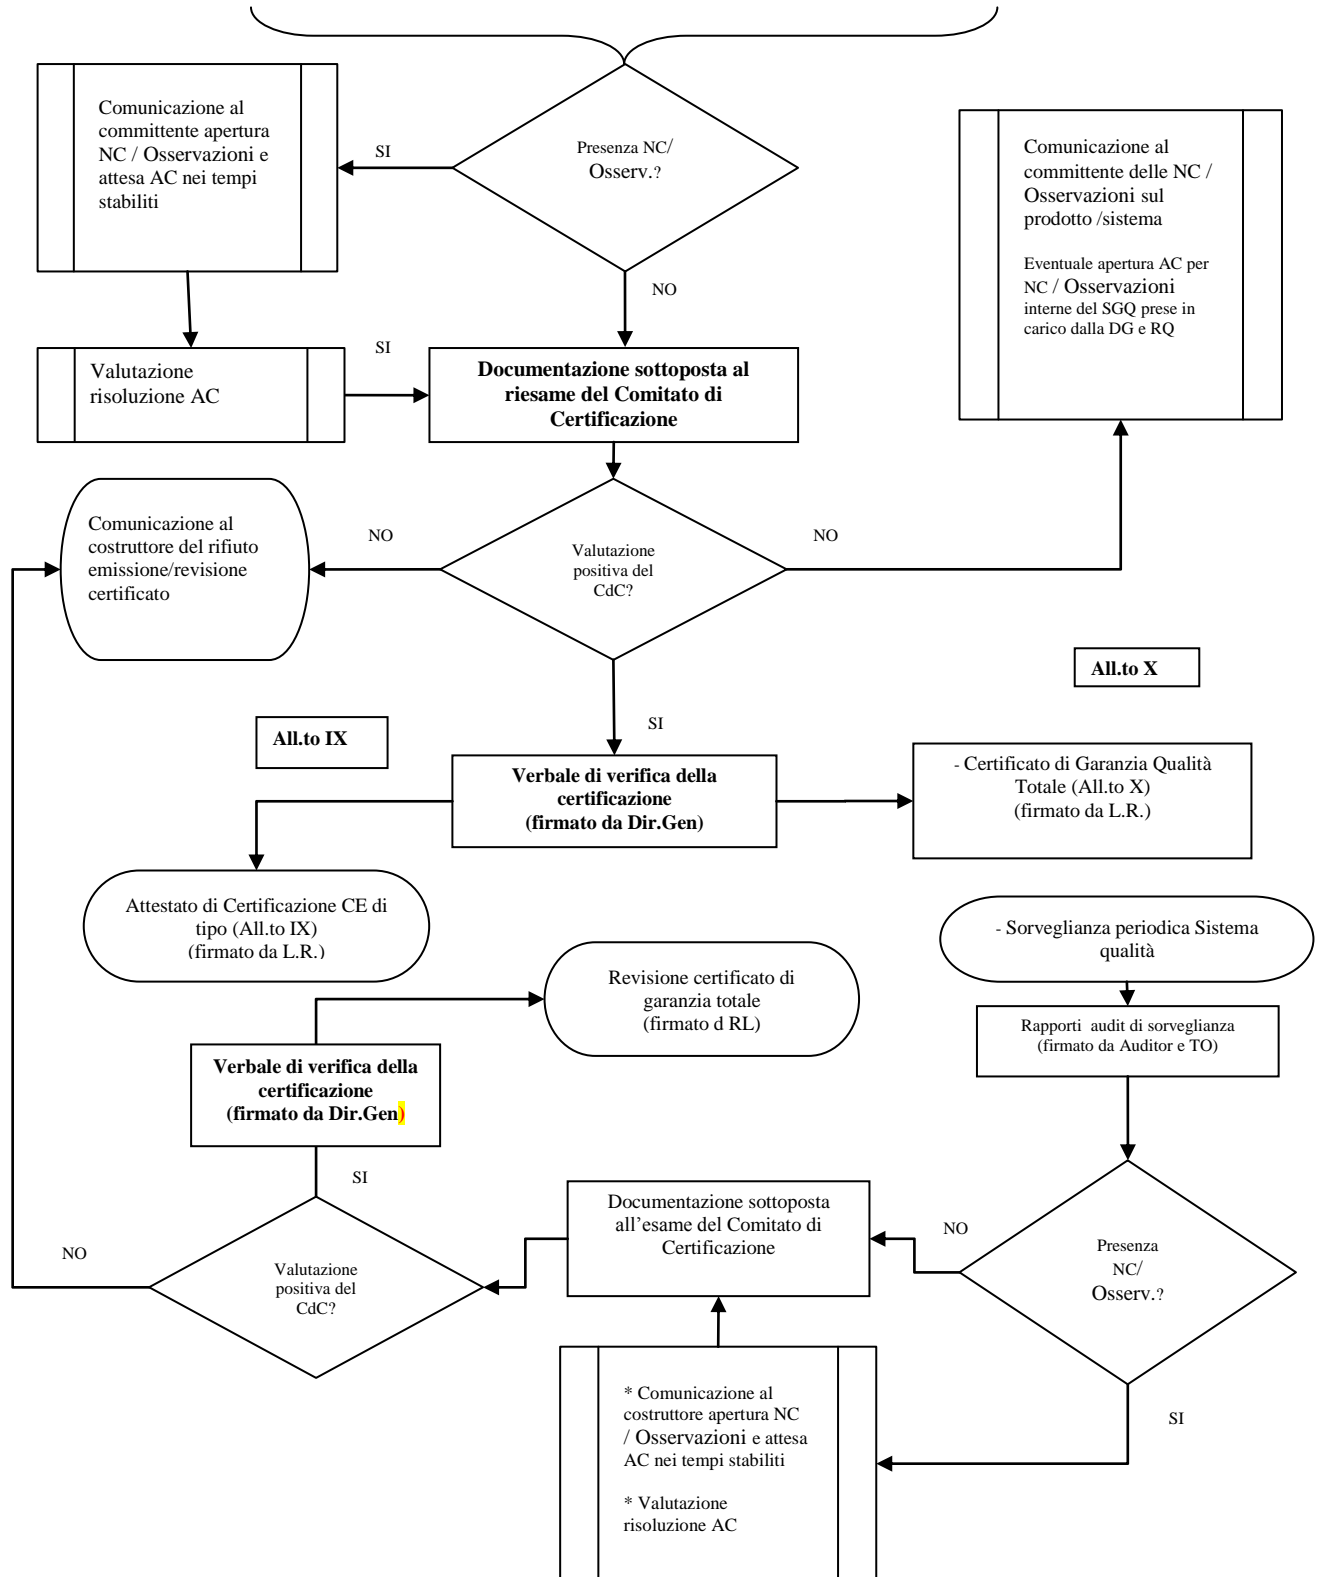 Comunicazione al
committente apertura
NC / Osservazioni e
attesa AC nei tempi
stabiliti
SI
Presenza NC/
Osserv.?
Comunicazione al
committente delle NC /
Osservazioni sul
prodotto /sistema
Eventuale apertura AC per
NC / Osservazioni
interne del SGQ prese in
carico dalla DG e RQ
NO
Valutazione
risoluzione AC
SI
Documentazione sottoposta al
riesame del Comitato di
Certificazione
Comunicazione al
costruttore del rifiuto
emissione/revisione
certificato
NO
Valutazione
positiva del
CdC?
NO
All.to X
SI
All.to IX
Verbale di verifica della
certificazione
(firmato da Dir.Gen)
- Certificato di Garanzia Qualità
Totale (All.to X)
(firmato da L.R.)
Attestato di Certificazione CE di
tipo (All.to IX)
(firmato da L.R.)
- Sorveglianza periodica Sistema
qualità
Revisione certificato di
garanzia totale
(firmato d RL)
Rapporti audit di sorveglianza
(firmato da Auditor e TO)
Verbale di verifica della
certificazione
(firmato da Dir.Gen)
SI
Documentazione sottoposta
all’esame del Comitato di
Certificazione
NO
Presenza
NC/
Osserv.?
NO
Valutazione
positiva del
CdC?
* Comunicazione al
costruttore apertura NC
/ Osservazioni e attesa
AC nei tempi stabiliti
* Valutazione
risoluzione AC
SI